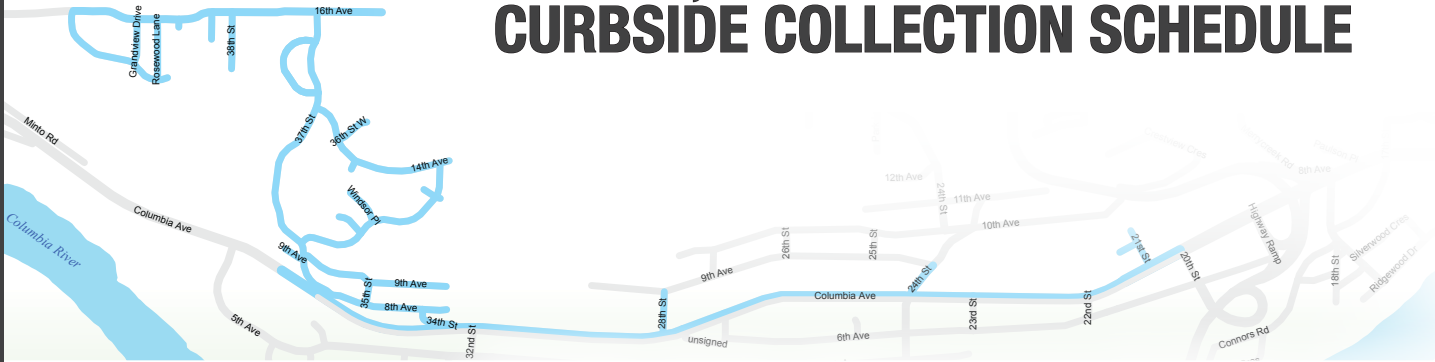 16th Ave
CURBSIDE COLLECTION SCHEDULE
Grandview Drive
Rosewood Lane
38th St
37th St
36th St W
14th Ave
Minto Rd
Windsor Pl
Columbia River
Columbia Ave
9th Ave
35th St
9th Ave
8th Ave
34th St
5th Ave
32nd St
28th St
unsigned
9th Ave
26th St
25th St
24th St
Columbia Ave
6th Ave
23rd St
22nd St
12th Ave
24th St
11th Ave
10th Ave
21st St
20th St
Highway Ramp
8th Ave
18th St
Silverwood Cres
Ridgewood Dr
Connors Rd